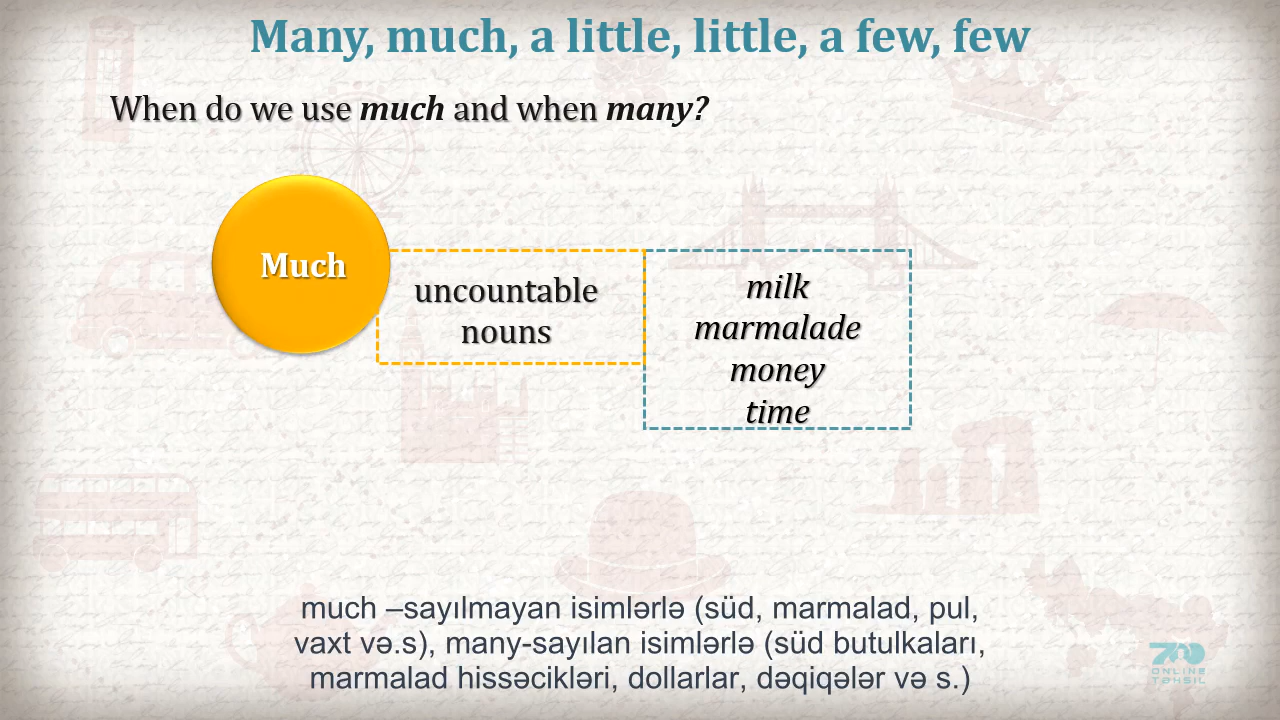 Many, much, a little, little, a few, few
When do we use much and when many?
Much
uncountable
nouns
milk
marmalade
money
time
much –sayılmayan isimlərlə (süd, marmalad, pul,
vaxt və.s), many-sayılan isimlərlə (süd butulkaları,
marmalad hissəcikləri, dollarlar, dəqiqələr və s.)
ONLINE
TƏHSİL